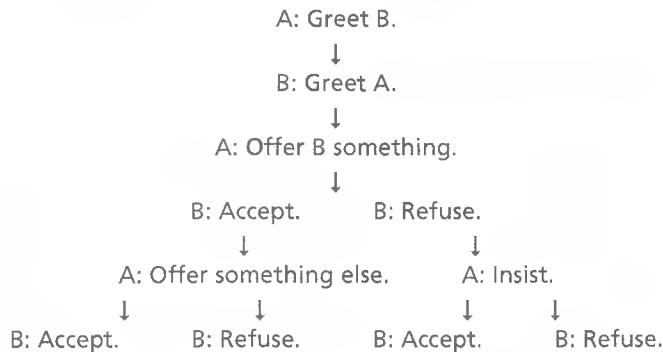 A: Greet B.
↓
B: Greet A.
↓
A: Offer B something.
↓
B: Accept. B: Refuse.
↓ ↓
A: Offer something else. A: Insist.
↓ ↓ ↓ ↓
B: Accept. B: Refuse. B: Accept. B: Refuse.